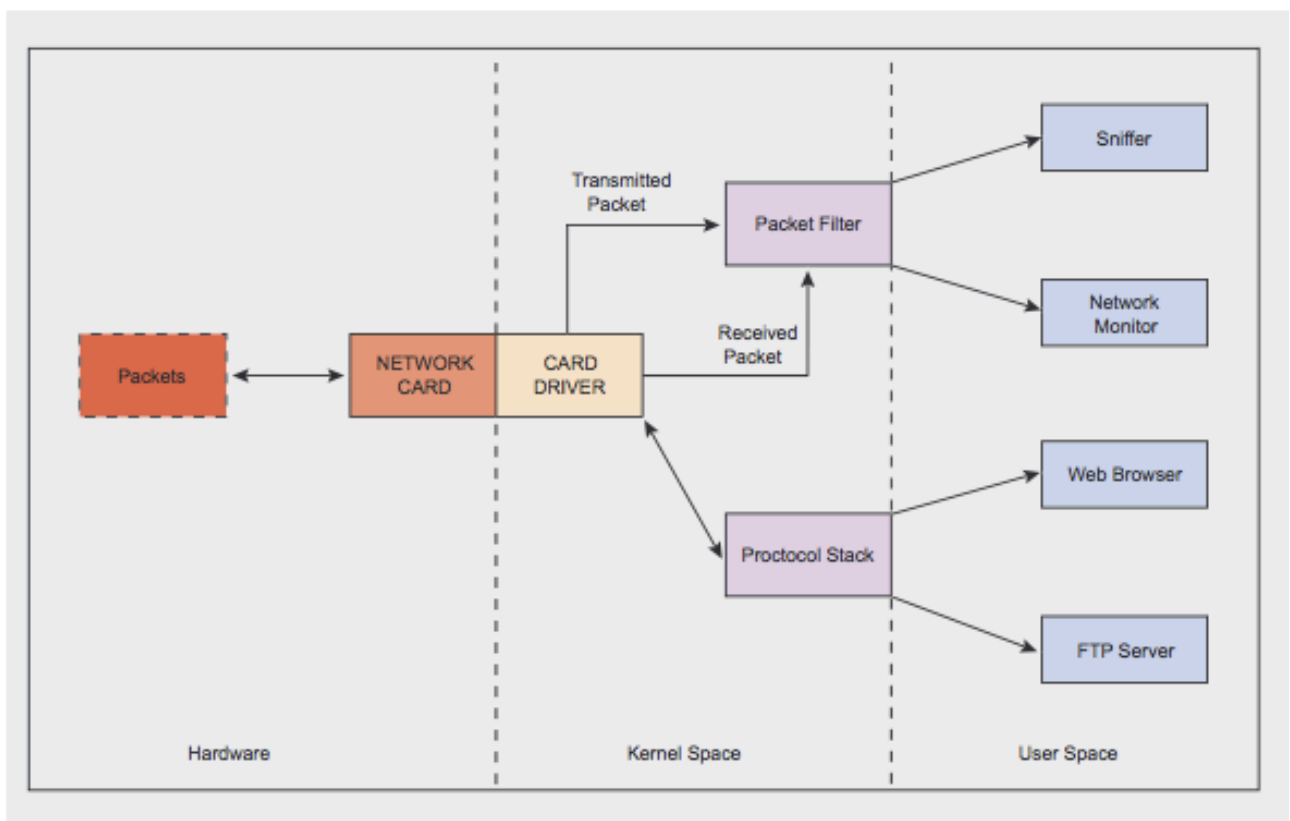 Sniffer
Transmitted
Packet
Packet Filter
Network
Monitor
Received
Packet
Packets
NETWORK
CARD
CARD
DRIVER
Web Browser
Proctocol Stack
FTP Server
Hardware
Kernel Space
User Space